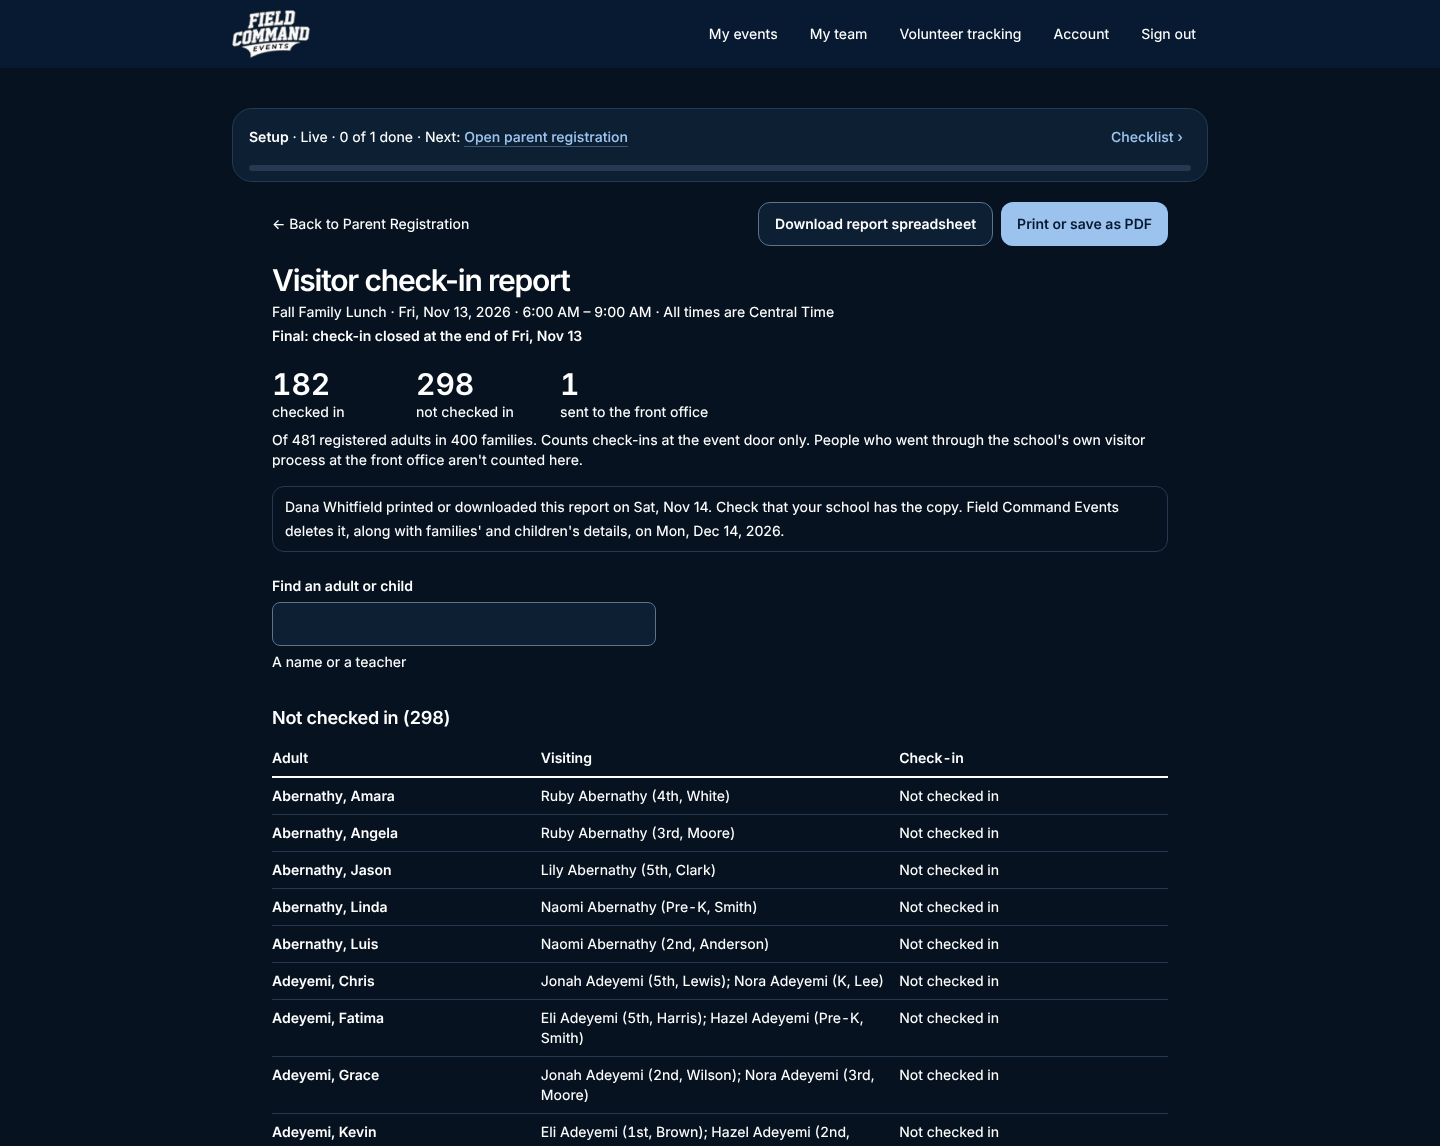 FIELD
COMMAND
EVENTS
My events
My team
Volunteer tracking
Account
Sign out
Setup · Live · 0 of 1 done · Next: Open parent registration
Checklist ›
← Back to Parent Registration
Download report spreadsheet
Print or save as PDF
Visitor check-in report
Fall Family Lunch · Fri, Nov 13, 2026 · 6:00 AM – 9:00 AM · All times are Central Time
Final: check-in closed at the end of Fri, Nov 13
182 298 1
checked in not checked in sent to the front office
Of 481 registered adults in 400 families. Counts check-ins at the event door only. People who went through the school's own visitor
process at the front office aren't counted here.
Dana Whitfield printed or downloaded this report on Sat, Nov 14. Check that your school has the copy. Field Command Events
deletes it, along with families' and children's details, on Mon, Dec 14, 2026.
Find an adult or child
A name or a teacher
Not checked in (298)
Adult Visiting Check-in
Abernathy, Amara Ruby Abernathy (4th, White) Not checked in
Abernathy, Angela Ruby Abernathy (3rd, Moore) Not checked in
Abernathy, Jason Lily Abernathy (5th, Clark) Not checked in
Abernathy, Linda Naomi Abernathy (Pre-K, Smith) Not checked in
Abernathy, Luis Naomi Abernathy (2nd, Anderson) Not checked in
Adeyemi, Chris Jonah Adeyemi (5th, Lewis); Nora Adeyemi (K, Lee) Not checked in
Adeyemi, Fatima Eli Adeyemi (5th, Harris); Hazel Adeyemi (Pre-K, Not checked in
Smith)
Adeyemi, Grace Jonah Adeyemi (2nd, Wilson); Nora Adeyemi (3rd, Not checked in
Moore)
Adeyemi, Kevin Eli Adeyemi (1st, Brown); Hazel Adeyemi (2nd, Not checked in